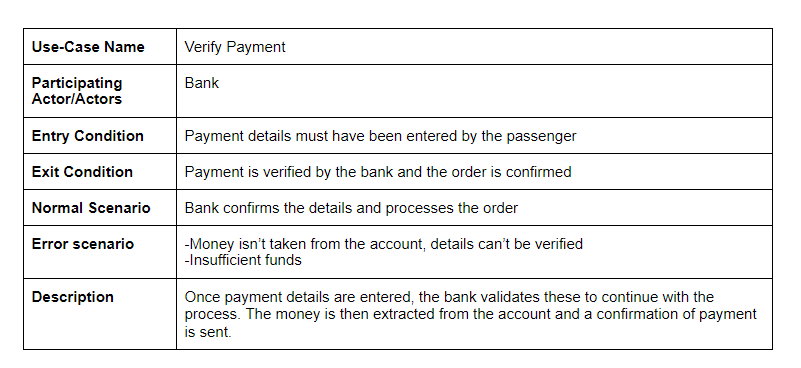 Use-Case Name Verify Payment
Participating Actor/Actors Bank
Entry Condition Payment details must have been entered by the passenger
Exit Condition Payment is verified by the bank and the order is confirmed
Normal Scenario Bank confirms the details and processes the order
Error scenario -Money isn’t taken from the account, details can’t be verified
-Insufficient funds
Description Once payment details are entered, the bank validates these to continue with the
process. The money is then extracted from the account and a confirmation of payment
is sent.